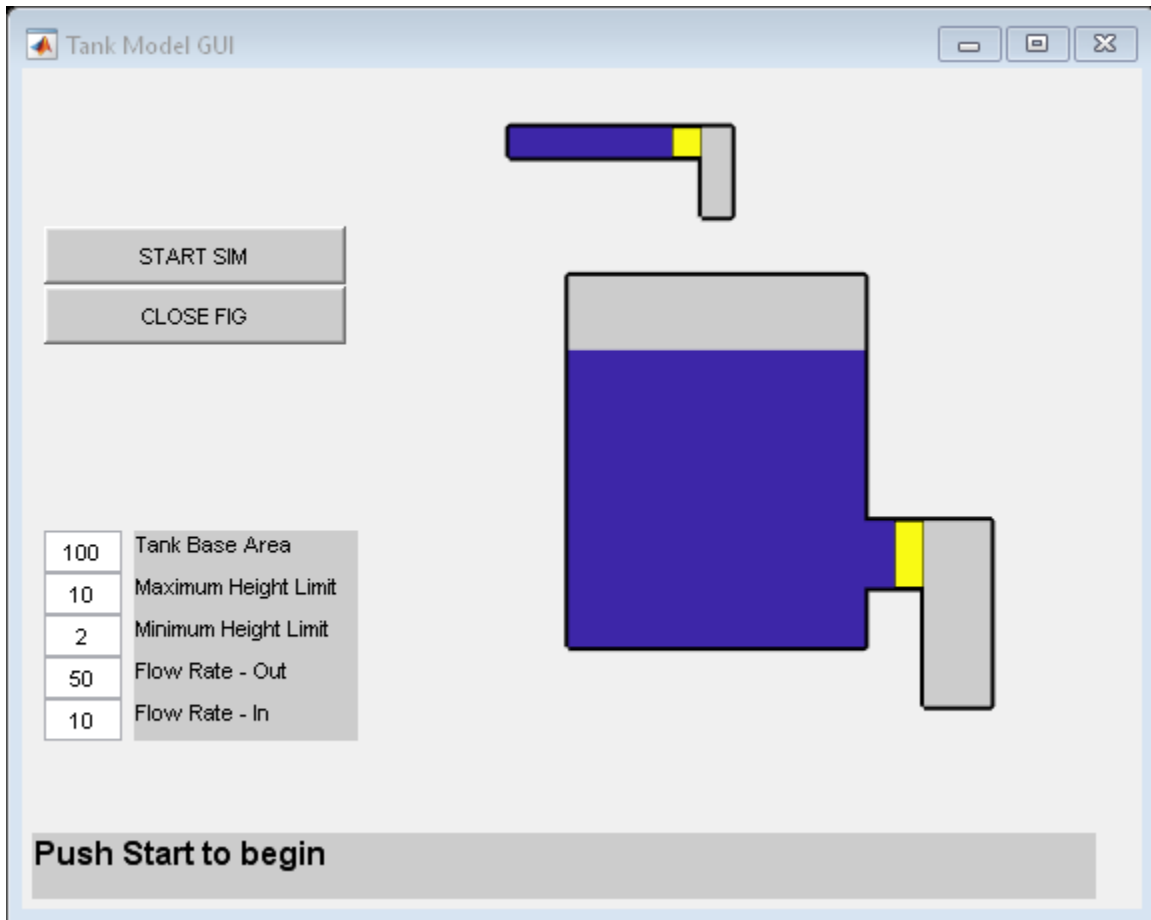 Tank Model GUI
START SIM
CLOSE FIG
100 Tank Base Area
10 Maximum Height Limit
2 Minimum Height Limit
50 Flow Rate - Out
10 Flow Rate - In
Push Start to begin